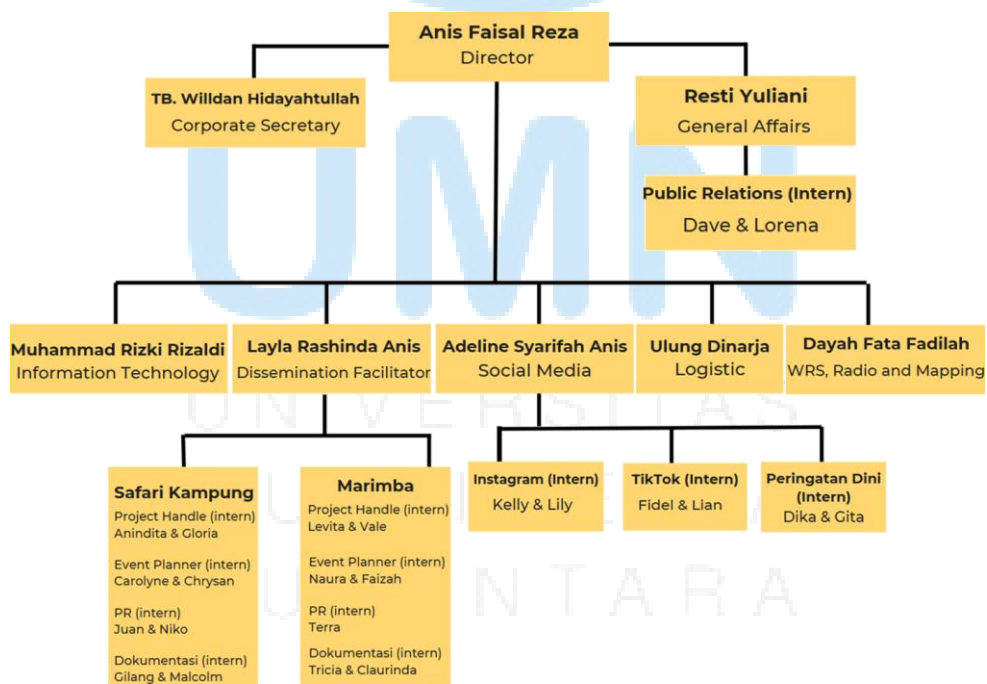 Anis Faisal Reza
Director
TB. Willdan Hidayahtullah
Corporate Secretary
Resti Yuliani
General Affairs
Public Relations (Intern)
Dave & Lorena
Muhammad Rizki Rizaldi
Information Technology
Layla Rashinda Anis
Dissemination Facilitator
Adeline Syarifah Anis
Social Media
Ulung Dinarja
Logistic
Dayah Fata Fadilah
WRS, Radio and Mapping
Safari Kampung
Project Handle (intern)
Anindita & Gloria
Event Planner (intern)
Carolyne & Chrysan
PR (intern)
Juan & Niko
Dokumentasi (intern)
Gilang & Malcolm
Marimba
Project Handle (intern)
Levita & Vale
Event Planner (intern)
Naura & Faizah
PR (intern)
Terra
Dokumentasi (intern)
Tricia & Claurinda
Instagram (Intern)
Kelly & Lily
TikTok (Intern)
Fidel & Lian
Peringatan Dini
(Intern)
Dika & Gita
UMN